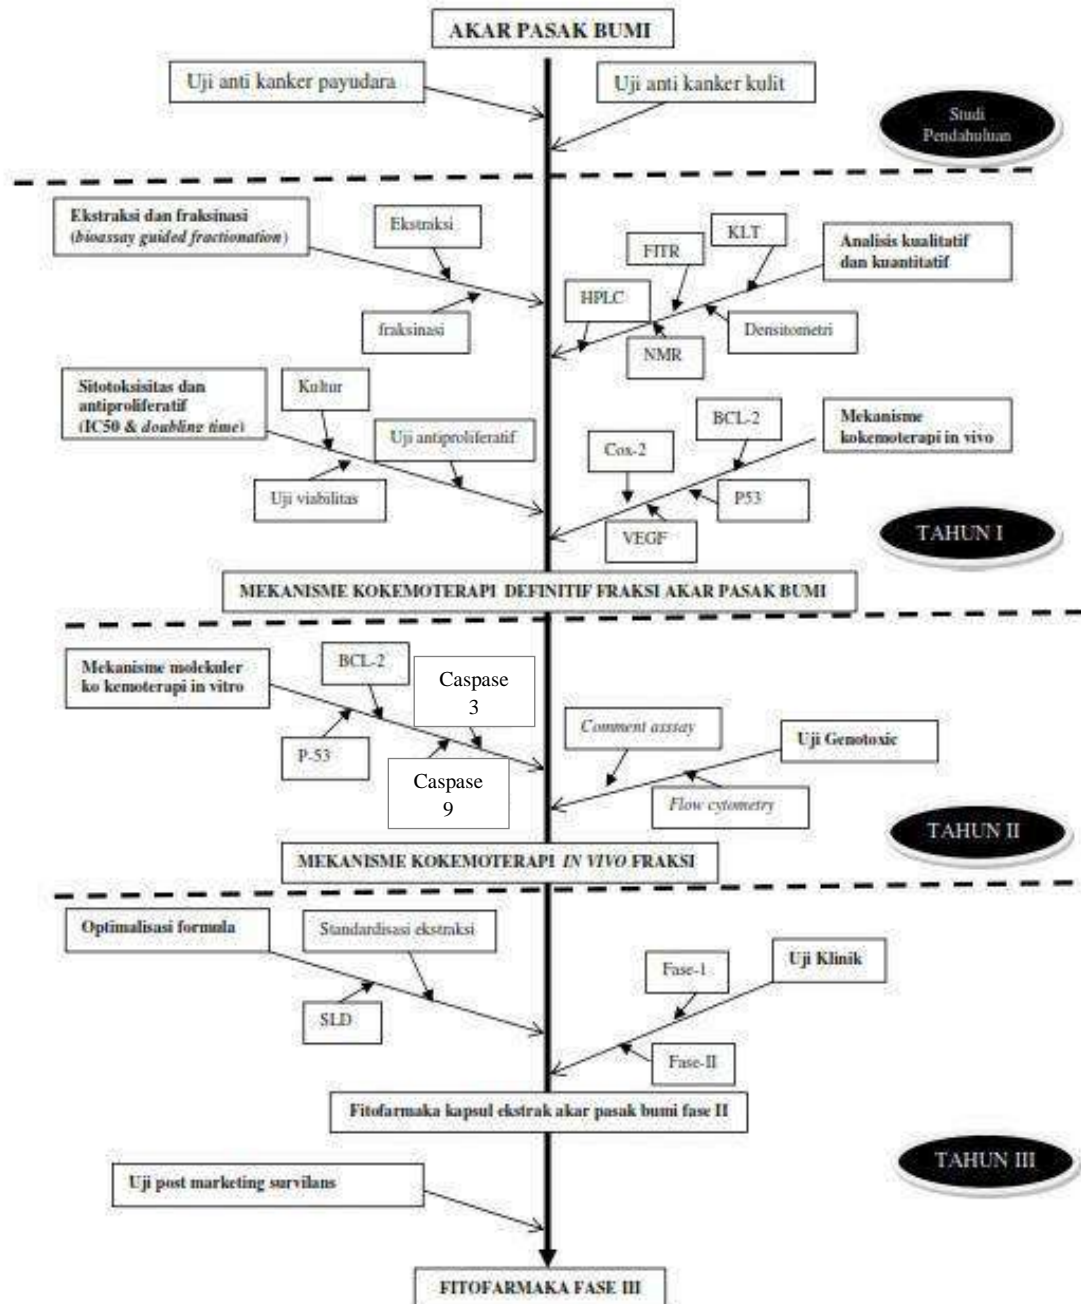 AKAR PASAK BUMI
Uji anti kanker payudara
Uji anti kanker kulit
Studi
Pendahuluan
Ekstraksi dan fraksinasi
(bioassay guided fractionation)
Ekstraksi
fraksinasi
KLT
FITR
HPLC
NMR
Densitometri
Analisis kualitatif
dan kuantitatif
Sitotoksisitas dan
antiproliferatif
(IC50 & doubling time)
Kultur
Uji antiproliferatif
Uji viabilitas
BCL-2
Cox-2
P53
VEGF
Mekanisme
kokemoterapi in vivo
TAHUN I
MEKANISME KOKEMOTERAPI DEFINITIF FRAKSI AKAR PASAK BUMI
Mekanisme molekuler
ko kemoterapi in vitro
BCL-2
Caspase
3
P-53
Caspase
9
Comment asssay
Flow cytometry
Uji Genotoxic
TAHUN II
MEKANISME KOKEMOTERAPI IN VIVO FRAKSI
Optimalisasi formula
Standardisasi ekstraksi
SLD
Fase-1
Fase-II
Uji Klinik
Fitofarmaka kapsul ekstrak akar pasak bumi fase II
TAHUN III
Uji post marketing survilans
FITOFARMAKA FASE III